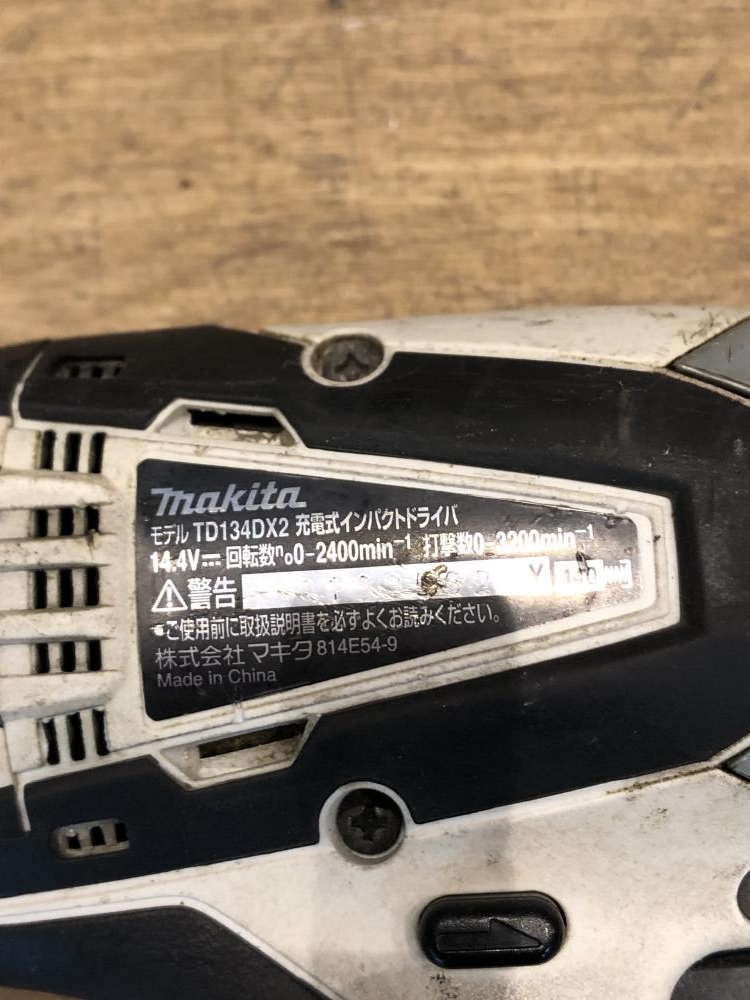 makita
モデル TD134DX2 充電式インパクトドライバ
14.4V⎓ 回転数n₀0-2400min⁻¹ 打撃数0-3200min⁻¹
⚠警告 Y
•ご使用前に取扱説明書を必ずよくお読みください。
株式会社 マキタ 814E54-9
Made in China